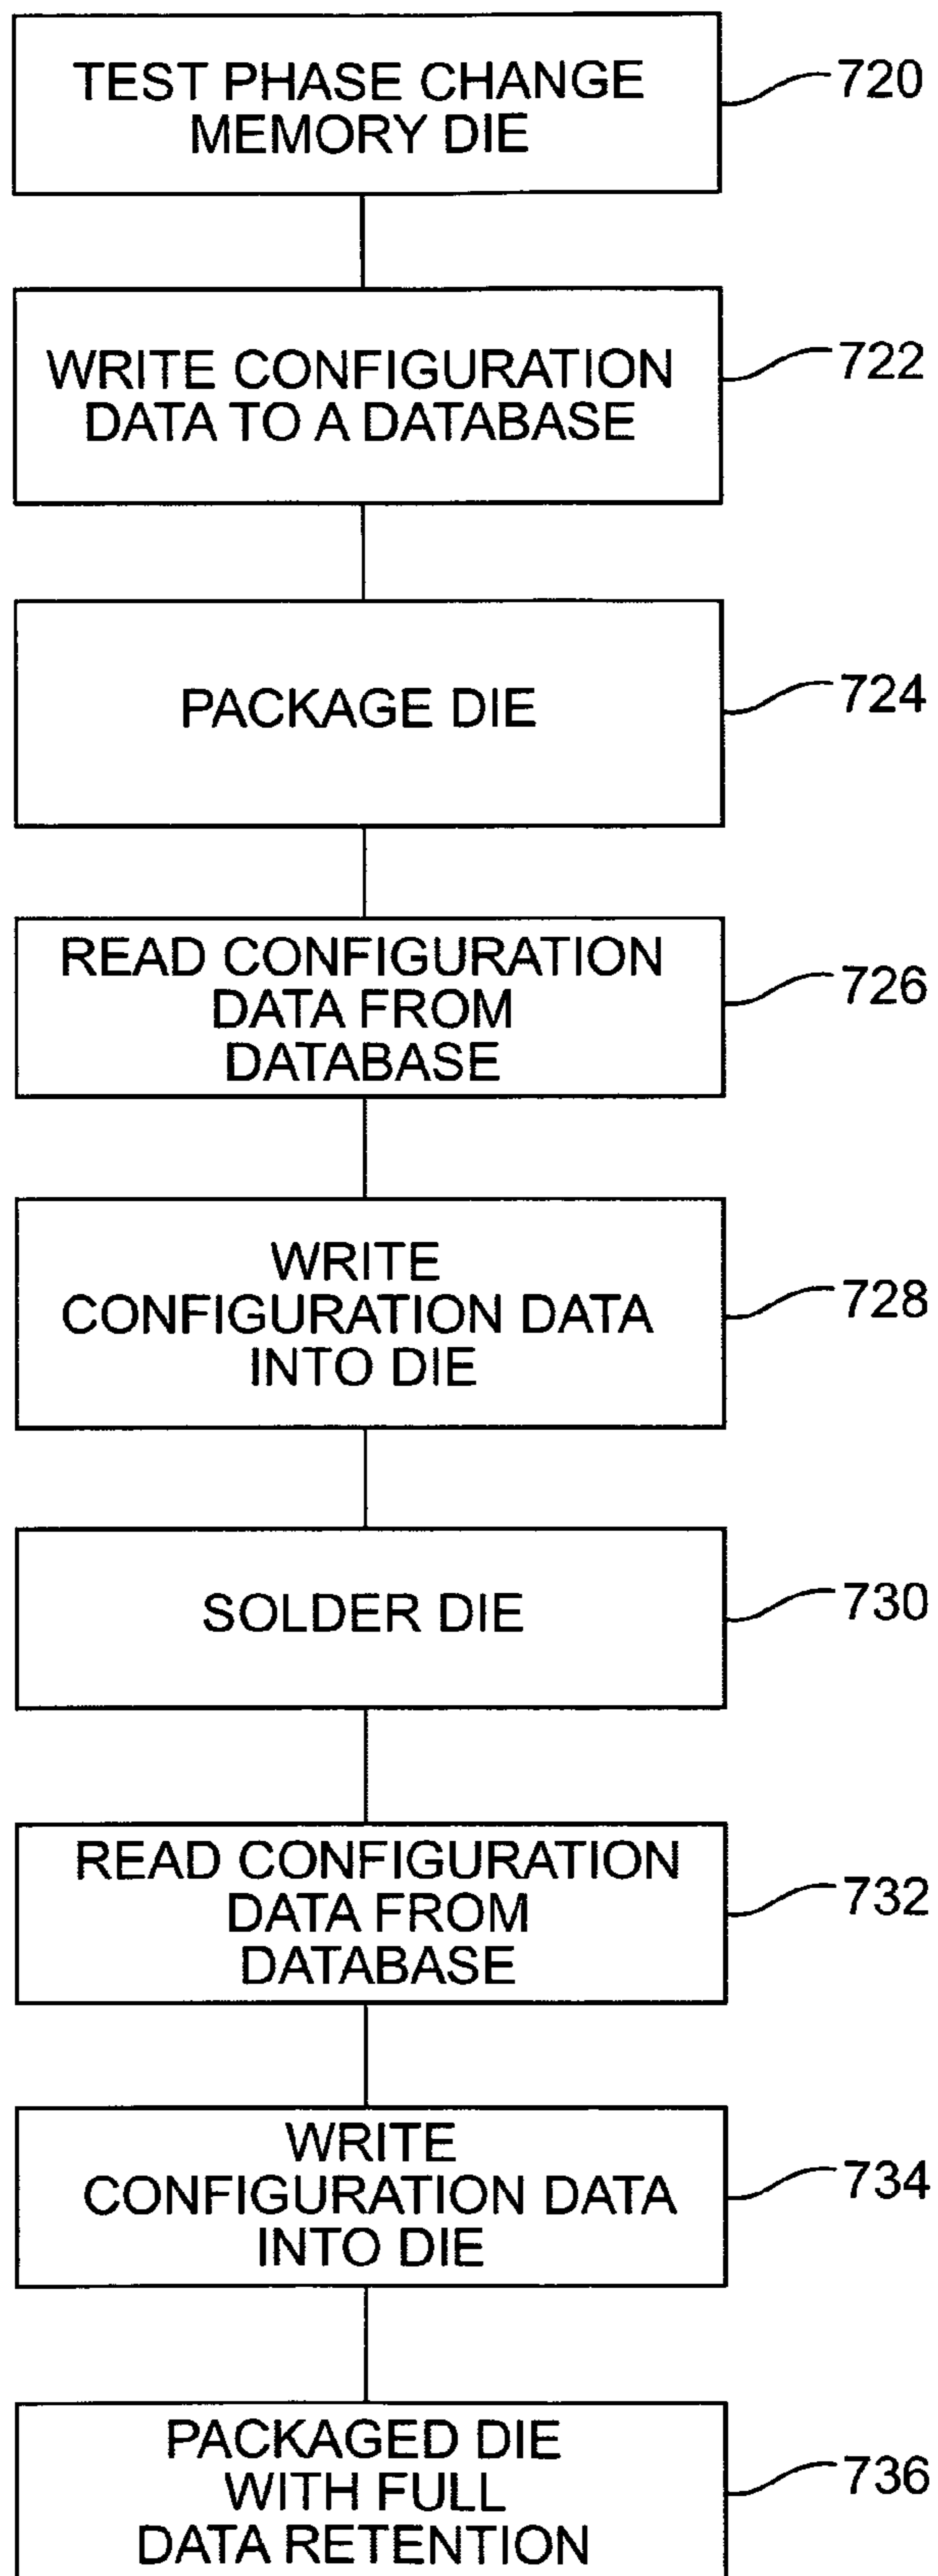 TEST PHASE CHANGE
MEMORY DIE
720
WRITE CONFIGURATION
DATA TO A DATABASE
722
PACKAGE DIE
724
READ CONFIGURATION
DATA FROM
DATABASE
726
WRITE
CONFIGURATION DATA
INTO DIE
728
SOLDER DIE
730
READ CONFIGURATION
DATA FROM
DATABASE
732
WRITE
CONFIGURATION DATA
INTO DIE
734
PACKAGED DIE
WITH FULL
DATA RETENTION
736